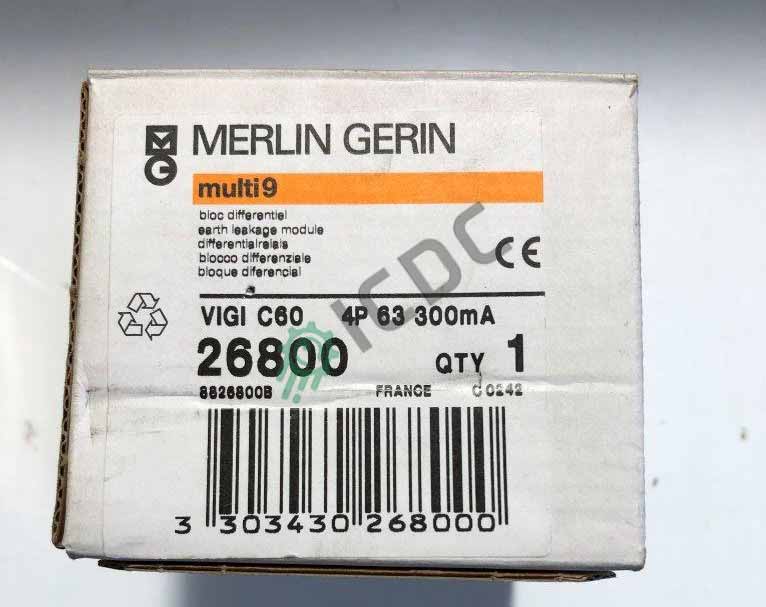 MERLIN GERIN
multi9
bloc differentiel
earth leakage module
differentialrelais
blocco differenziale
bloque diferencial
CE
VIGI C60 4P 63 300mA
26800 QTY 1
8826800B FRANCE C0242
3 303430 268000
ICDC